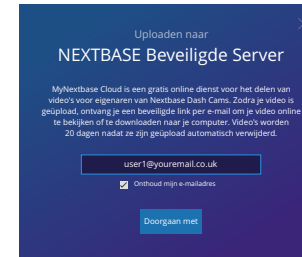 Uploaden naar
NEXTBASE Beveiligde Server
MyNextbase Cloud is een gratis online dienst voor het delen van
video's voor eigenaren van Nextbase Dash Cams. Zodra je video is
geüpload, ontvang je een beveiligde link per e-mail om je video online
te bekijken of te downloaden naar je computer. Video's worden
20 dagen nadat ze zijn geüpload automatisch verwijderd.
user1@youremail.co.uk
Onthoud mijn e-mailadres
Doorgaan met